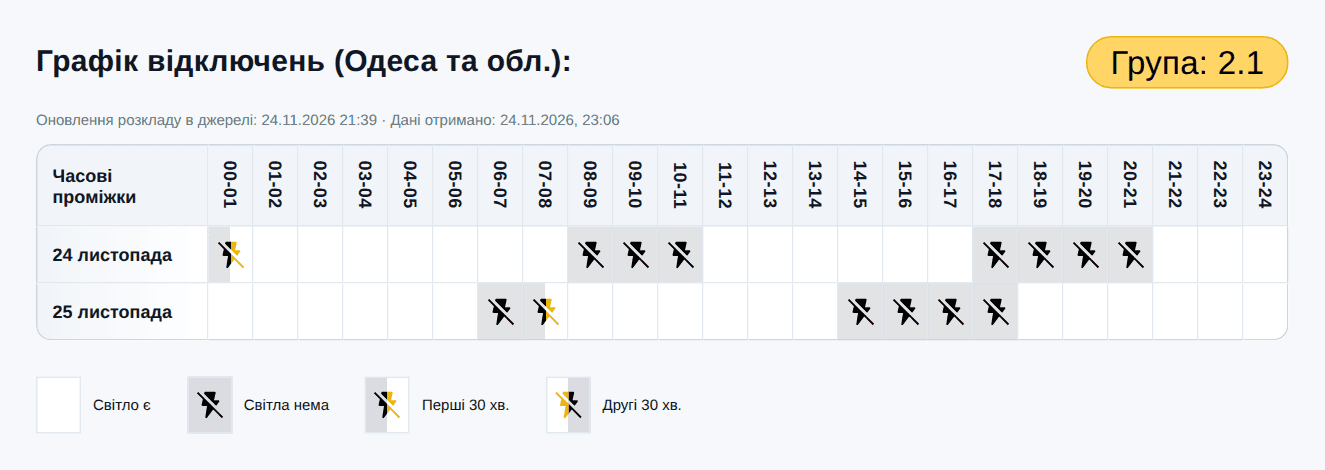 Графік відключень (Одеса та обл.):
Група: 2.1
Оновлення розкладу в джерелі: 24.11.2026 21:39 · Дані отримано: 24.11.2026, 23:06
Часові
проміжки
00-01 01-02 02-03 03-04 04-05 05-06 06-07 07-08 08-09 09-10 10-11 11-12 12-13 13-14 14-15 15-16 16-17 17-18 18-19 19-20 20-21 21-22 22-23 23-24
24 листопада
25 листопада
Світло є Світла нема Перші 30 хв. Другі 30 хв.